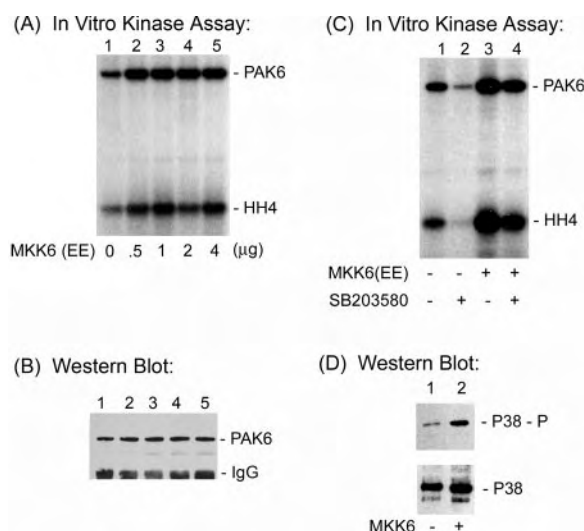 (A) In Vitro Kinase Assay:
1 2 3 4 5
- PAK6
- HH4
MKK6 (EE) 0 .5 1 2 4 (μg)
(B) Western Blot:
1 2 3 4 5
- PAK6
- IgG
(C) In Vitro Kinase Assay:
1 2 3 4
- PAK6
- HH4
MKK6(EE) - - + +
SB203580 - + - +
(D) Western Blot:
1 2
- P38 - P
- P38
MKK6 - +